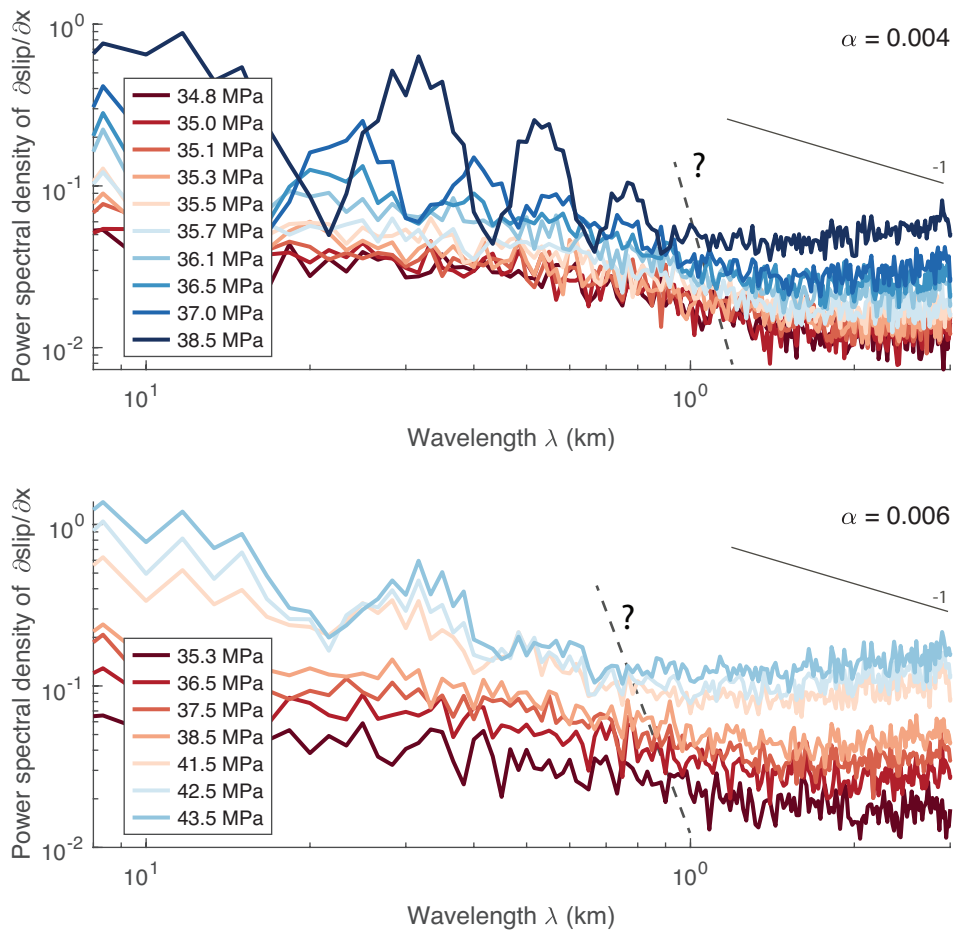 α = 0.004
Power spectral density of ∂slip/∂x
10⁰
10⁻¹
10⁻²
34.8 MPa
35.0 MPa
35.1 MPa
35.3 MPa
35.5 MPa
35.7 MPa
36.1 MPa
36.5 MPa
37.0 MPa
38.5 MPa
?
-1
10¹
10⁰
Wavelength λ (km)
α = 0.006
Power spectral density of ∂slip/∂x
10⁰
10⁻¹
10⁻²
35.3 MPa
36.5 MPa
37.5 MPa
38.5 MPa
41.5 MPa
42.5 MPa
43.5 MPa
?
-1
10¹
10⁰
Wavelength λ (km)